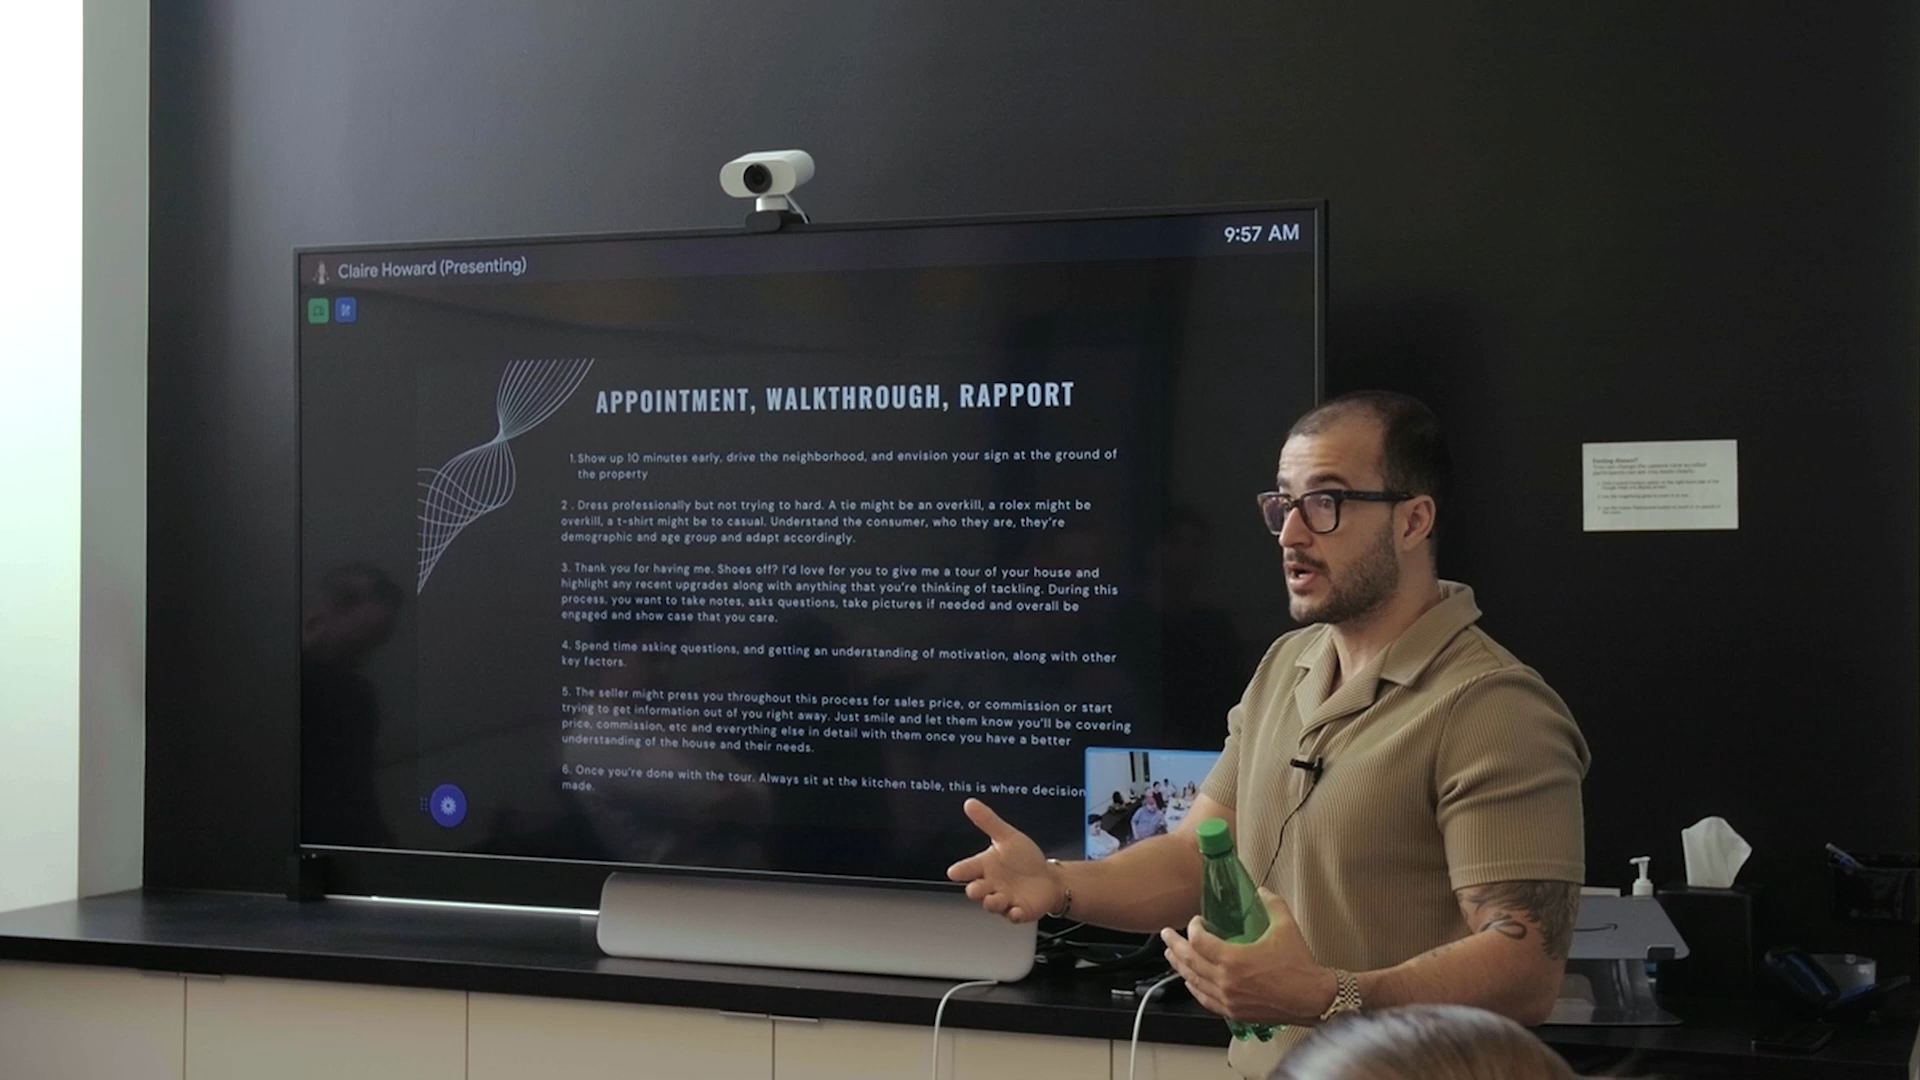 9:57 AM
Claire Howard (Presenting)
APPOINTMENT, WALKTHROUGH, RAPPORT
1. Show up 10 minutes early, drive the neighborhood, and envision your sign at the ground of
the property
2 . Dress professionally but not trying to hard. A tie might be an overkill, a rolex might be
overkill, a t-shirt might be to casual. Understand the consumer, who they are, they're
demographic and age group and adapt accordingly.
3. Thank you for having me. Shoes off? I'd love for you to give me a tour of your house and
highlight any recent upgrades along with anything that you're thinking of tackling. During this
process, you want to take notes, asks questions, take pictures if needed and overall be
engaged and show case that you care.
4. Spend time asking questions, and getting an understanding of motivation, along with other
key factors.
5. The seller might press you throughout this process for sales price, or commission or start
trying to get information out of you right away. Just smile and let them know you'll be covering
price, commission, etc and everything else in detail with them once you have a better
understanding of the house and their needs.
6. Once you're done with the tour. Always sit at the kitchen table, this is where decision
made.